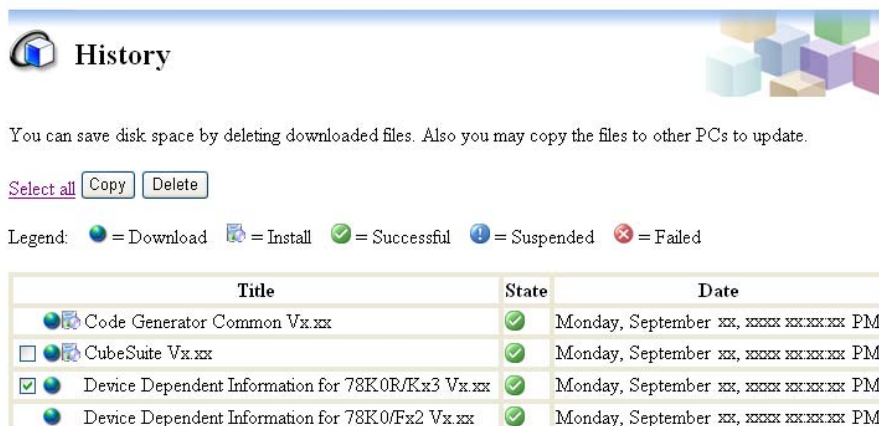 History
You can save disk space by deleting downloaded files. Also you may copy the files to other PCs to update.
Select all Copy Delete
Legend: = Download = Install = Successful = Suspended = Failed
Title State Date
Code Generator Common Vx.xx Monday, September xx, xxxx xx:xx:xx PM
CubeSuite Vx.xx Monday, September xx, xxxx xx:xx:xx PM
Device Dependent Information for 78K0R/Kx3 Vx.xx Monday, September xx, xxxx xx:xx:xx PM
Device Dependent Information for 78K0/Fx2 Vx.xx Monday, September xx, xxxx xx:xx:xx PM